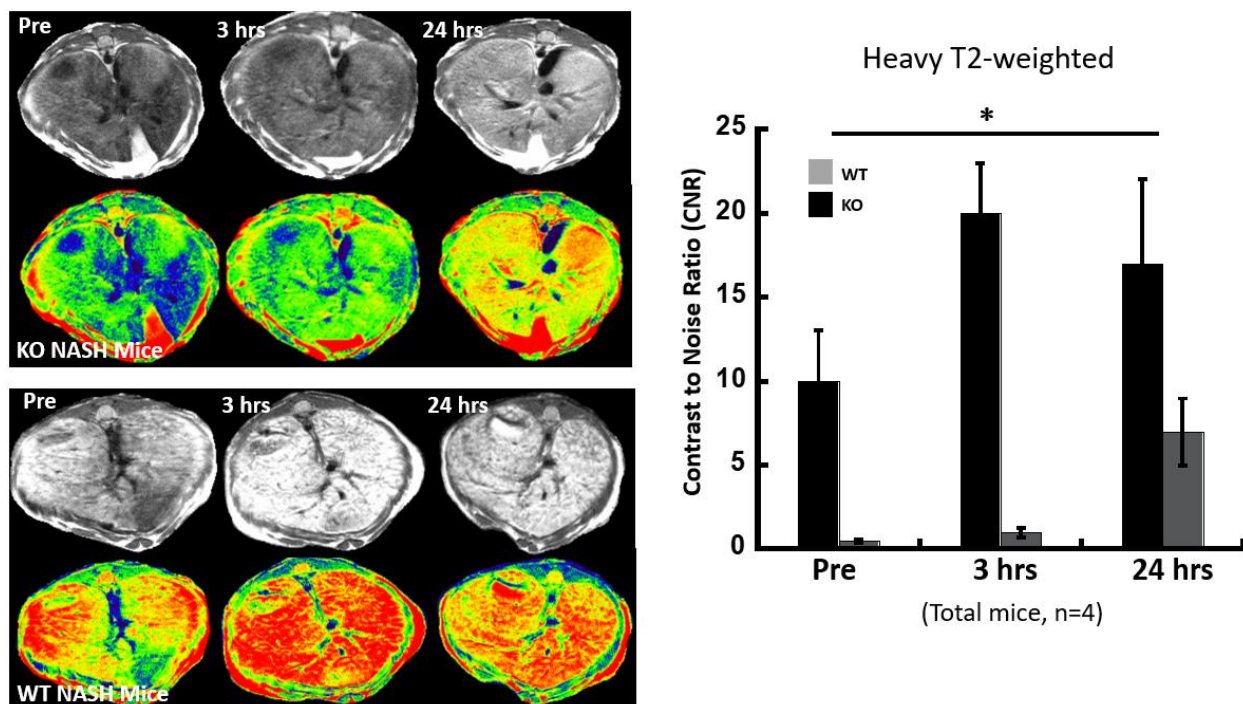 Pre
3 hrs
24 hrs
KO NASH Mice
Pre
3 hrs
24 hrs
WT NASH Mice
Heavy T2-weighted
*
WT
KO
Contrast to Noise Ratio (CNR)
25
20
15
10
5
0
Pre
3 hrs
24 hrs
(Total mice, n=4)